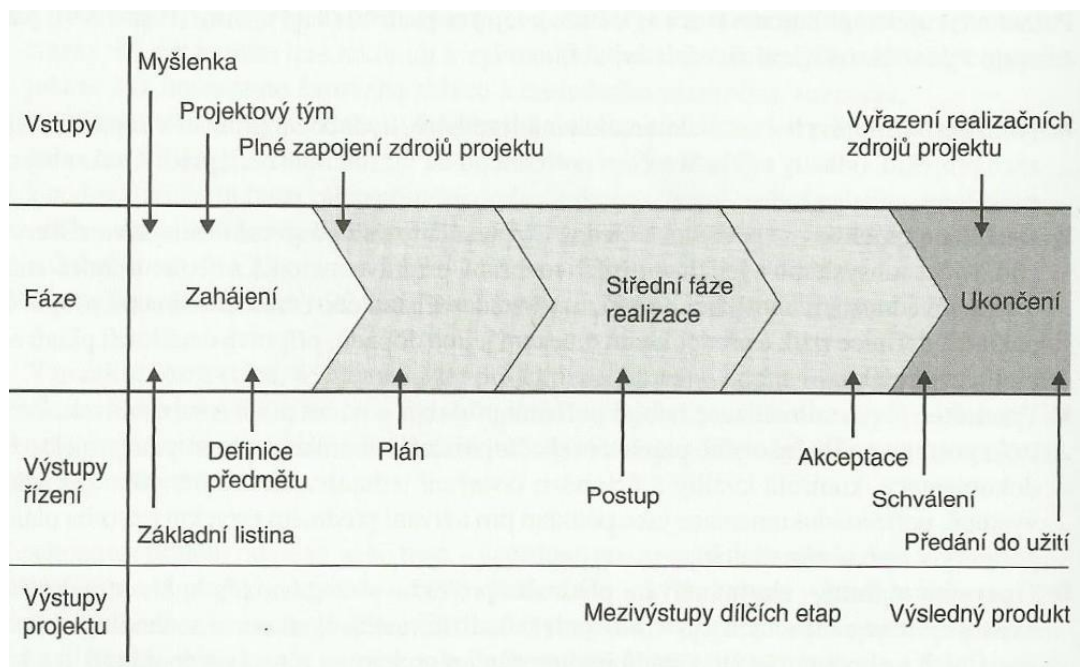 Myšlenka
Projektový tým
Vstupy
Plné zapojení zdrojů projektu
Vyřazení realizačních
zdrojů projektu
Fáze
Zahájení
Střední fáze
realizace
Ukončení
Výstupy
řízení
Základní listina
Definice
předmětu
Plán
Postup
Akceptace
Schválení
Předání do užití
Výstupy
projektu
Mezivýstupy dílčích etap
Výsledný produkt